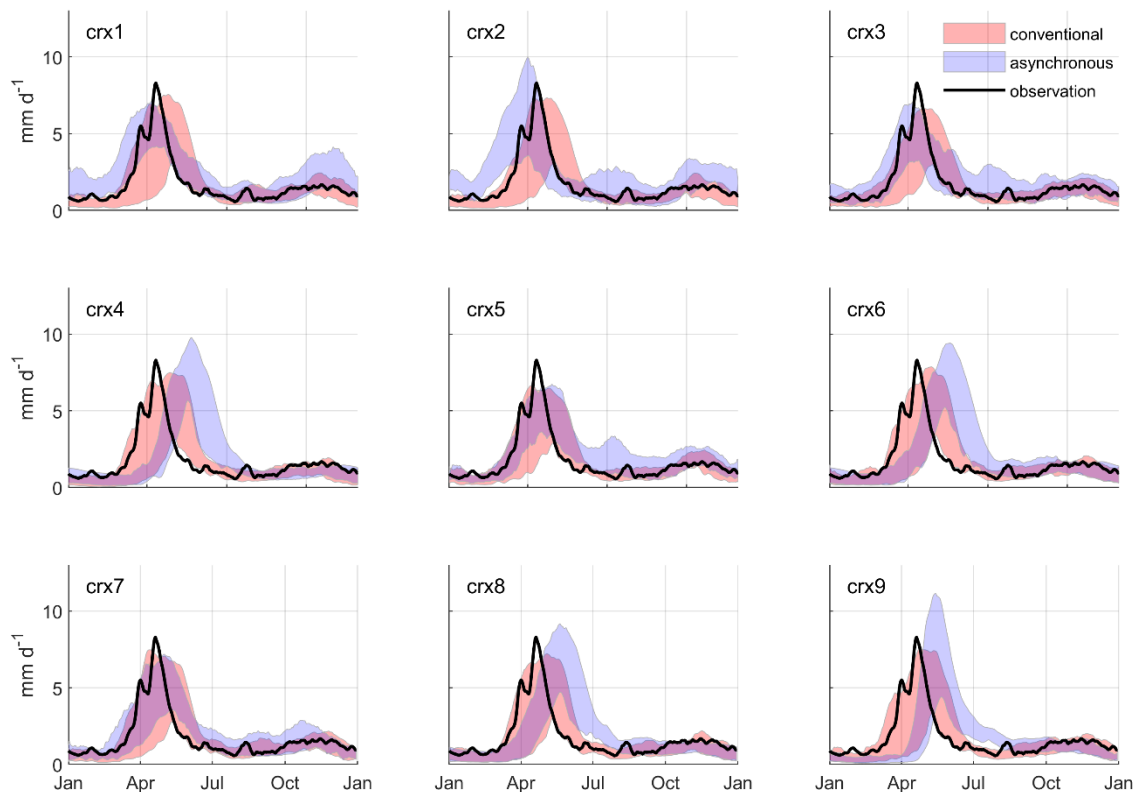 crx1
crx2
crx3
conventional
asynchronous
observation
10
5
0
mm d⁻¹
crx4
crx5
crx6
10
5
0
mm d⁻¹
crx7
crx8
crx9
10
5
0
mm d⁻¹
Jan Apr Jul Oct Jan
Jan Apr Jul Oct Jan
Jan Apr Jul Oct Jan